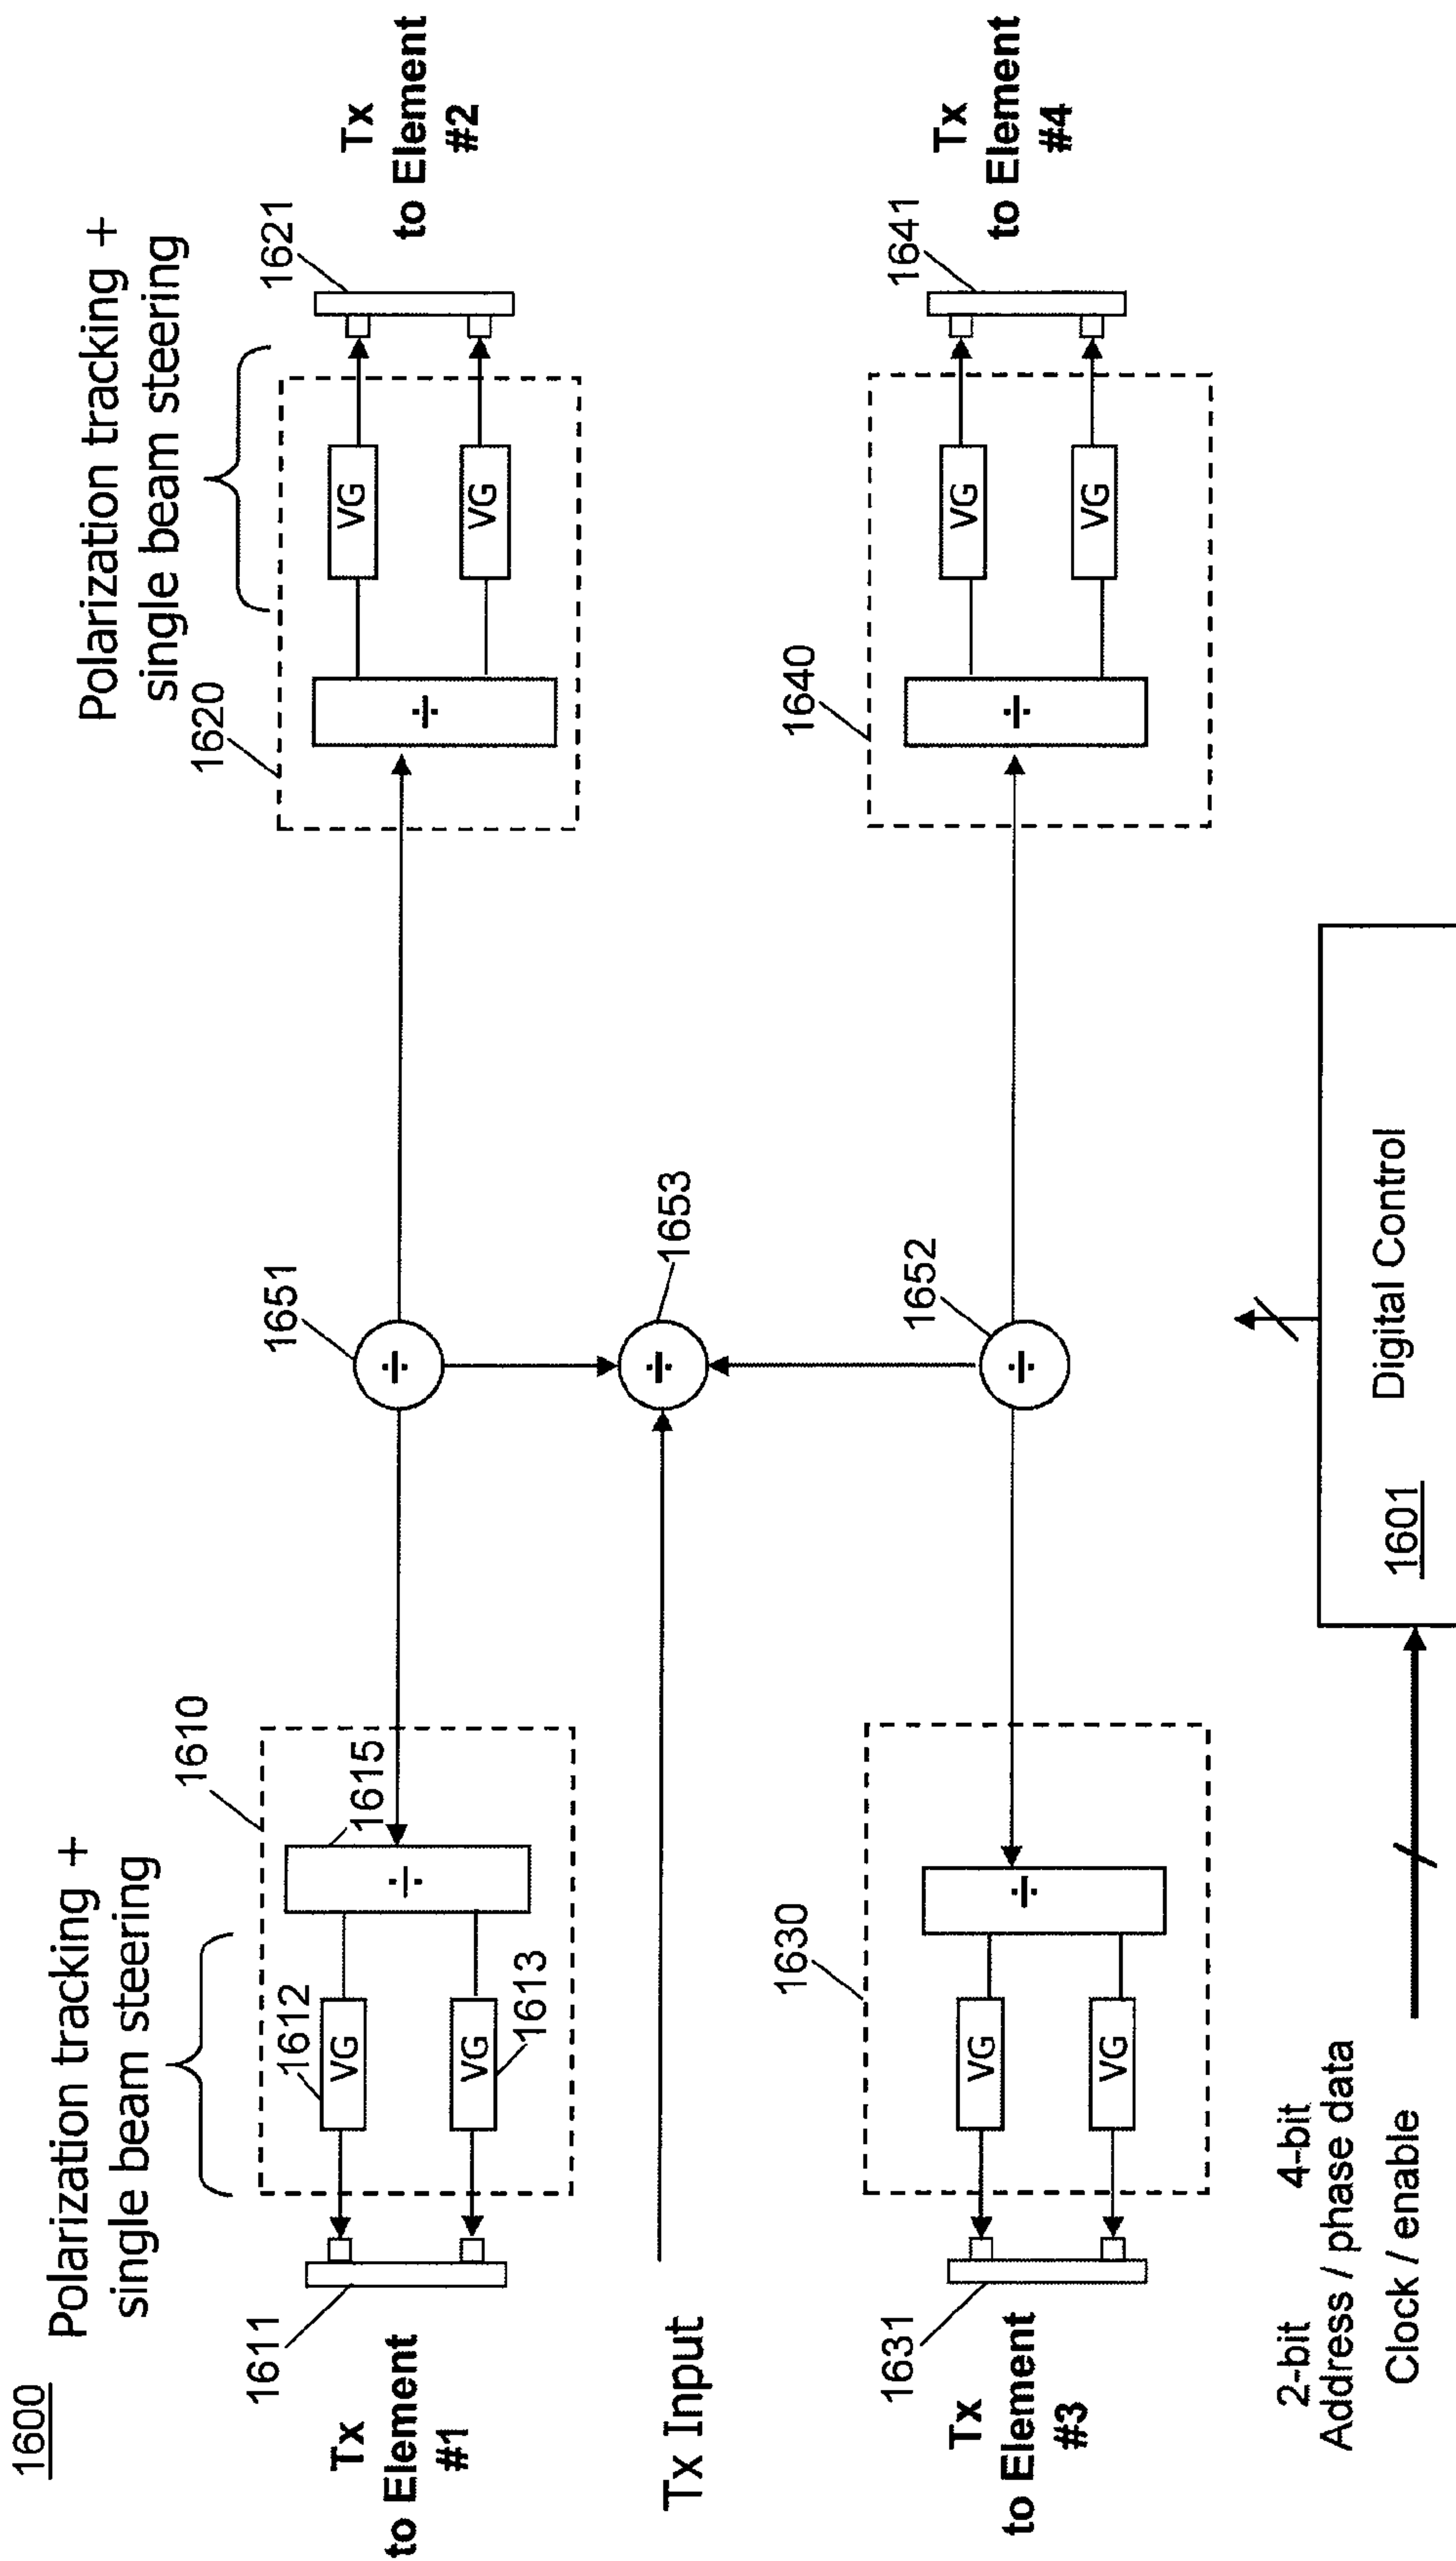 1600
Polarization tracking +
single beam steering
Polarization tracking +
single beam steering
1610
1620
1611
1612
1615
1651
1621
Tx
to Element
#1
VG
÷
÷
VG
Tx
to Element
#2
VG
1613
VG
Tx Input
÷
1653
1630
1652
1640
1631
1641
Tx
to Element
#3
VG
÷
÷
÷
÷
VG
Tx
to Element
#4
VG
VG
2-bit 4-bit
Address / phase data
Clock / enable
1601
Digital Control